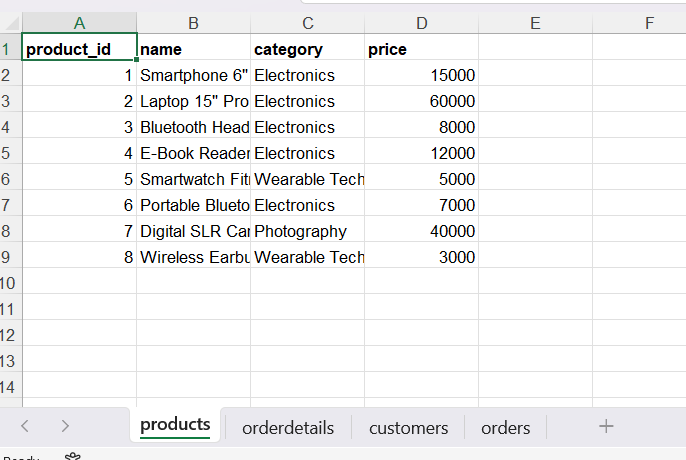 A B C D E F
1 product_id name category price
2 1 Smartphone 6" Electronics 15000
3 2 Laptop 15" Pro Electronics 60000
4 3 Bluetooth Head Electronics 8000
5 4 E-Book Reader Electronics 12000
6 5 Smartwatch Fit Wearable Tech 5000
7 6 Portable Blueto Electronics 7000
8 7 Digital SLR Car Photography 40000
9 8 Wireless Earbu Wearable Tech 3000
10
11
12
13
14
products orderdetails customers orders